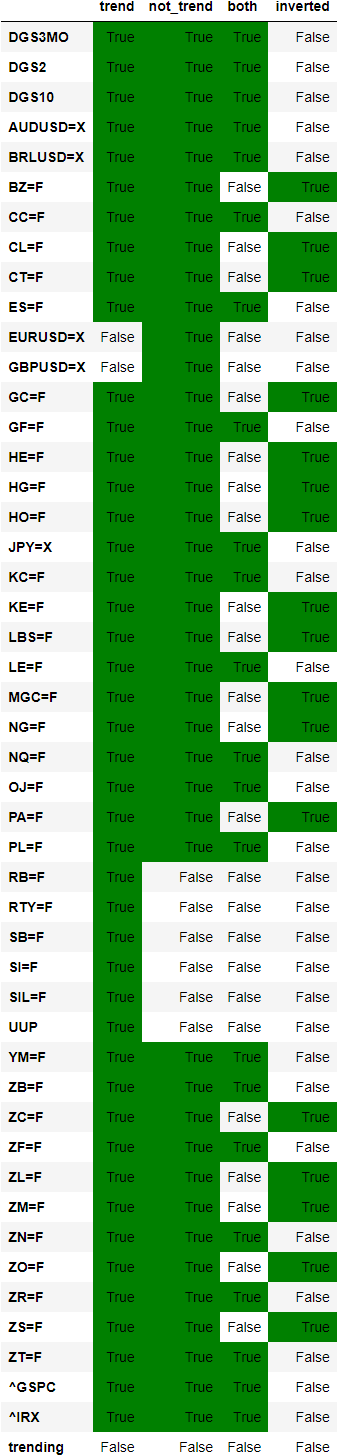 trend not_trend both inverted
DGS3MO True True True False
DGS2 True True True False
DGS10 True True True False
AUDUSD=X True True True False
BRLUSD=X True True True False
BZ=F True True False True
CC=F True True True False
CL=F True True False True
CT=F True True False True
ES=F True True True False
EURUSD=X False True False False
GBPUSD=X False True False False
GC=F True True False True
GF=F True True True False
HE=F True True False True
HG=F True True False True
HO=F True True False True
JPY=X True True True False
KC=F True True True False
KE=F True True False True
LBS=F True True False True
LE=F True True True False
MGC=F True True False True
NG=F True True False True
NQ=F True True True False
OJ=F True True True False
PA=F True True False True
PL=F True True True False
RB=F True False False False
RTY=F True False False False
SB=F True False False False
SI=F True False False False
SIL=F True False False False
UUP True False False False
YM=F True True True False
ZB=F True True True False
ZC=F True True False True
ZF=F True True True False
ZL=F True True False True
ZM=F True True False True
ZN=F True True True False
ZO=F True True False True
ZR=F True True True False
ZS=F True True False True
ZT=F True True True False
^GSPC True True True False
^IRX True True True False
trending False False False False